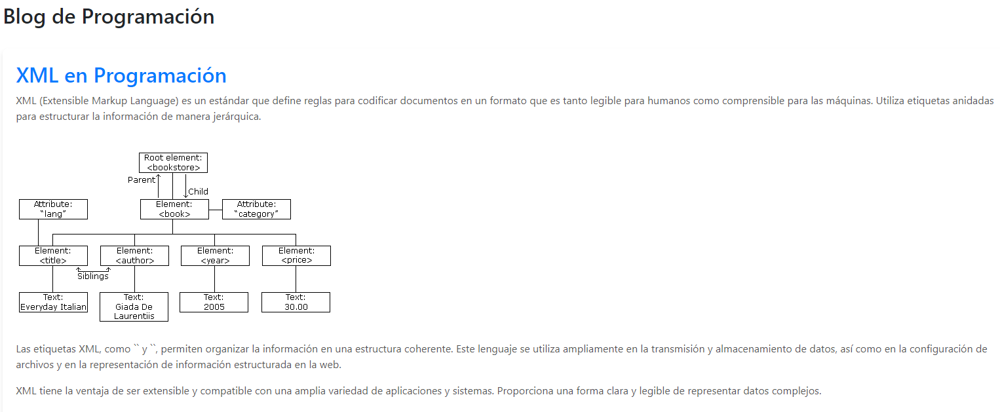 Blog de Programación
XML en Programación
XML (Extensible Markup Language) es un estándar que define reglas para codificar documentos en un formato que es tanto legible para humanos como comprensible para las máquinas. Utiliza etiquetas anidadas
para estructurar la información de manera jerárquica.
Root element:
<bookstore>
Parent
Child
Attribute:
"lang"
Element:
<book>
Attribute:
"category"
Element:
<title>
Element:
<author>
Element:
<year>
Element:
<price>
Siblings
Text:
Everyday Italian
Text:
Giada De
Laurentiis
Text:
2005
Text:
30.00
Las etiquetas XML, como `` y ``, permiten organizar la información en una estructura coherente. Este lenguaje se utiliza ampliamente en la transmisión y almacenamiento de datos, así como en la configuración de
archivos y en la representación de información estructurada en la web.
XML tiene la ventaja de ser extensible y compatible con una amplia variedad de aplicaciones y sistemas. Proporciona una forma clara y legible de representar datos complejos.